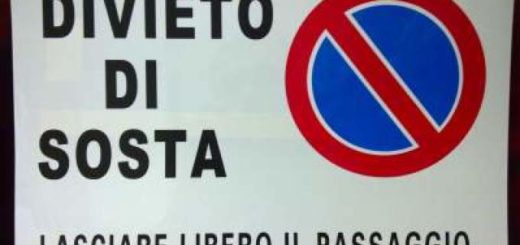 DIVIETO
DI
SOSTA
LASCIARE LIBERO IL PASSAGGIO